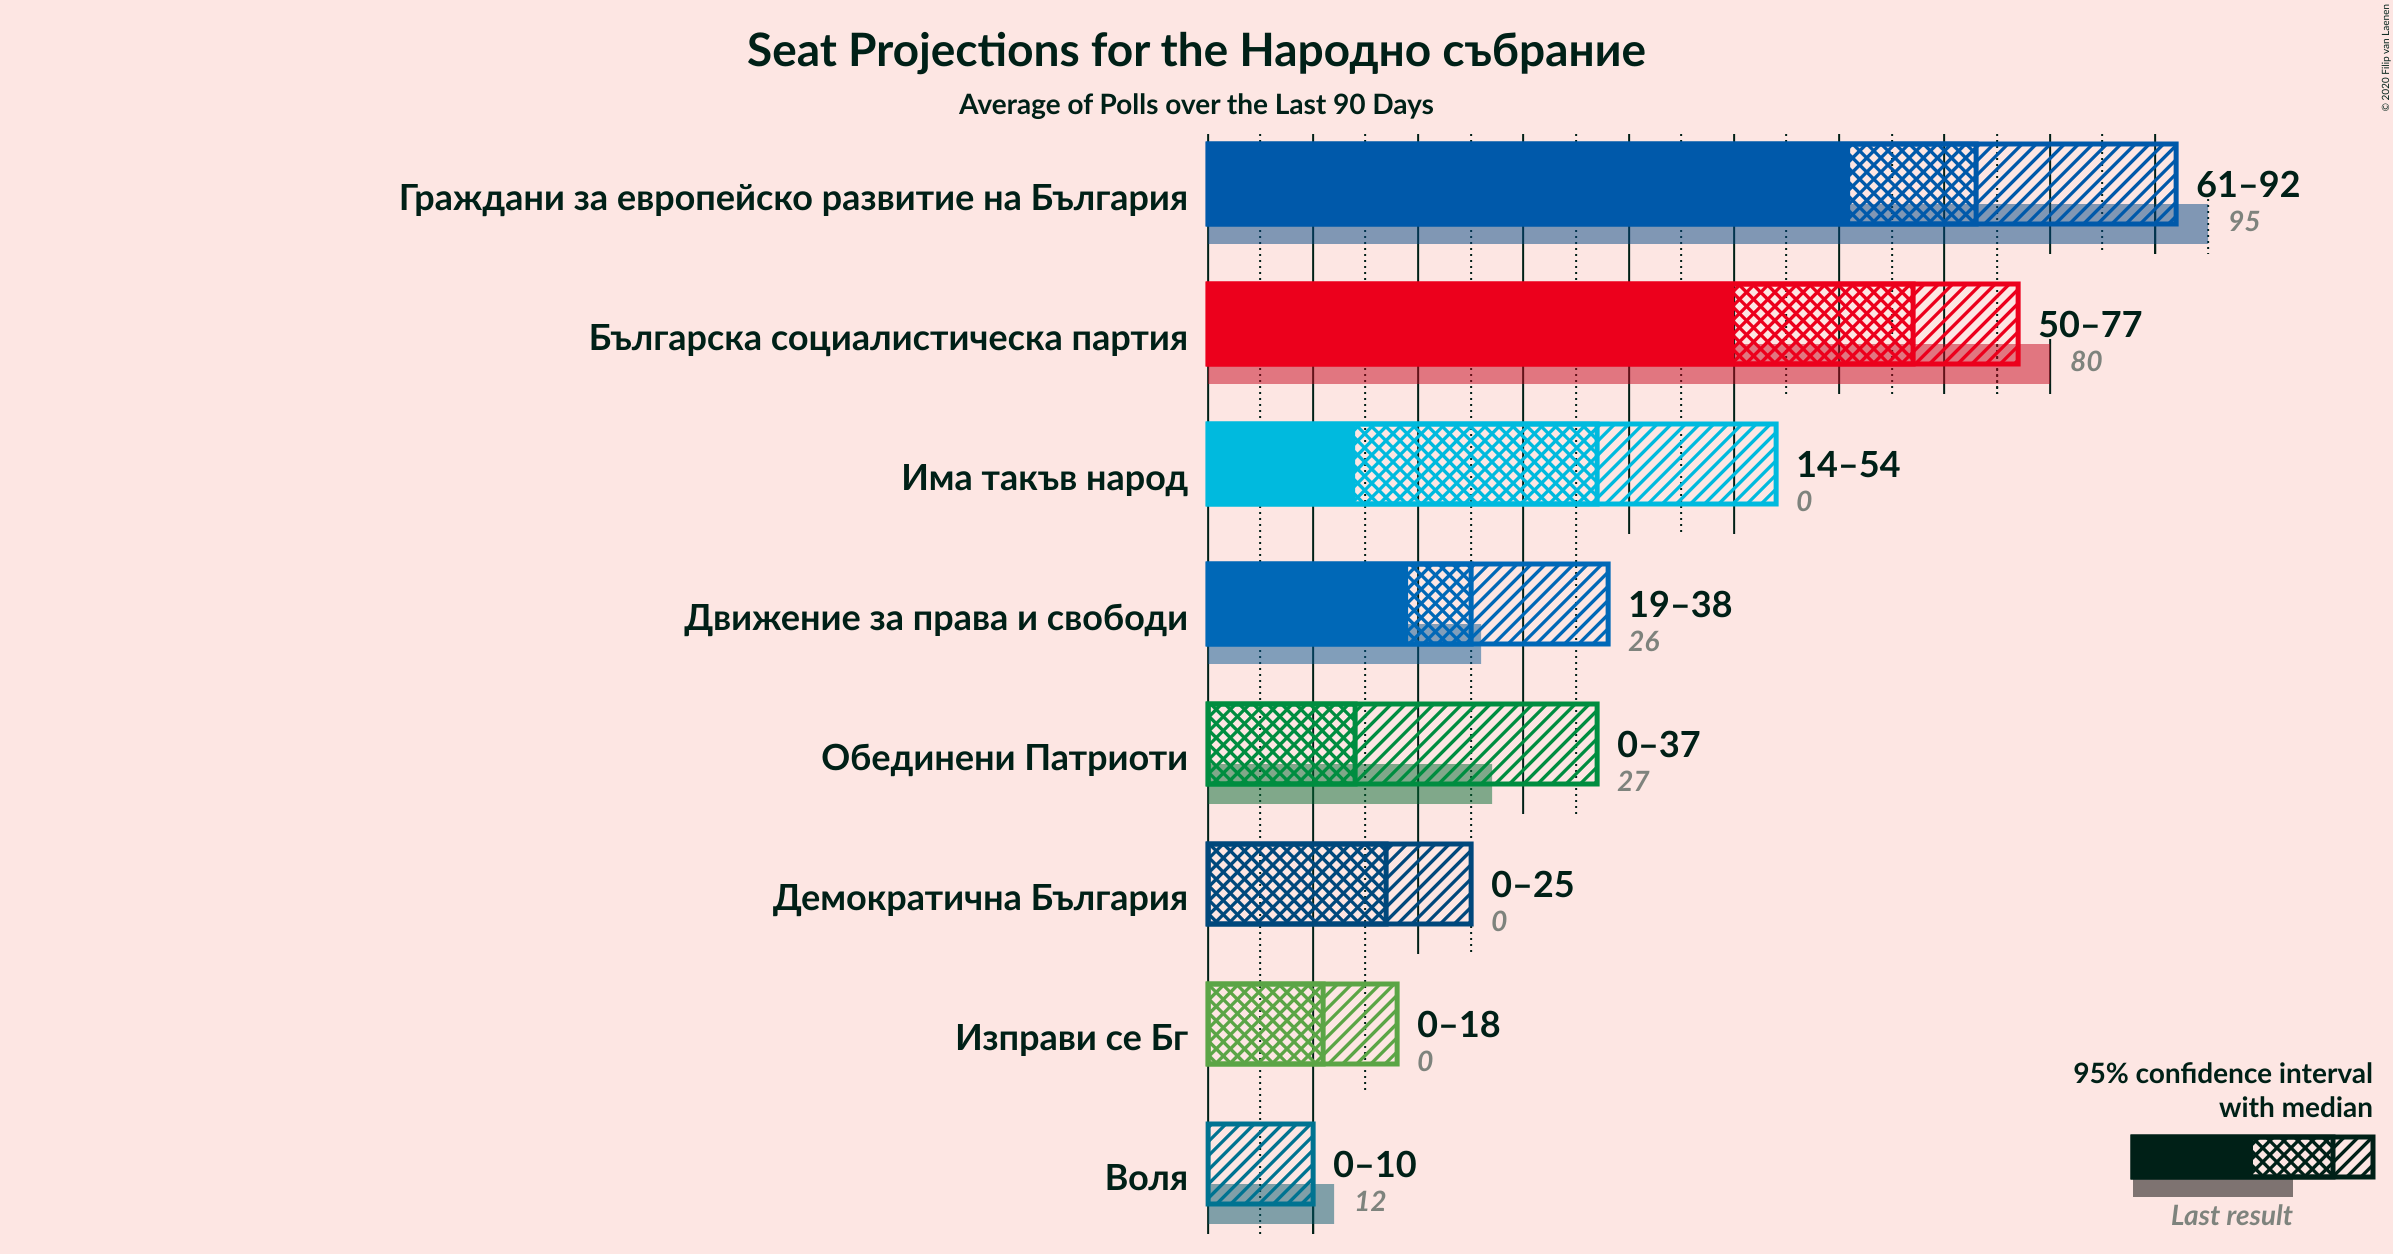 Seat Projections for the Народно събрание
Average of Polls over the Last 90 Days
© 2020 Filip van Laenen
Граждани за европейско развитие на България
61–92
95
Българска социалистическа партия
50–77
80
Има такъв народ
14–54
0
Движение за права и свободи
19–38
26
Обединени Патриоти
0–37
27
Демократична България
0–25
0
Изправи се Бг
0–18
0
Воля
0–10
12
95% confidence interval
with median
Last result